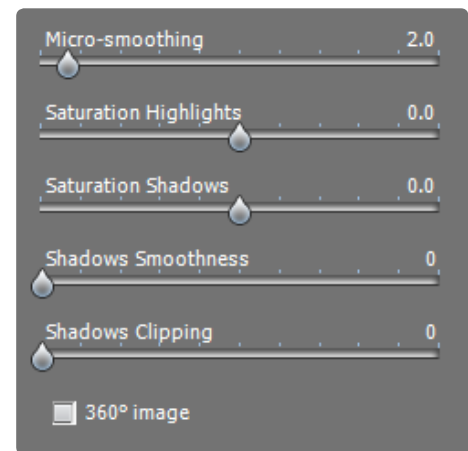 Micro-smoothing 2.0
Saturation Highlights 0.0
Saturation Shadows 0.0
Shadows Smoothness 0
Shadows Clipping 0
360° image